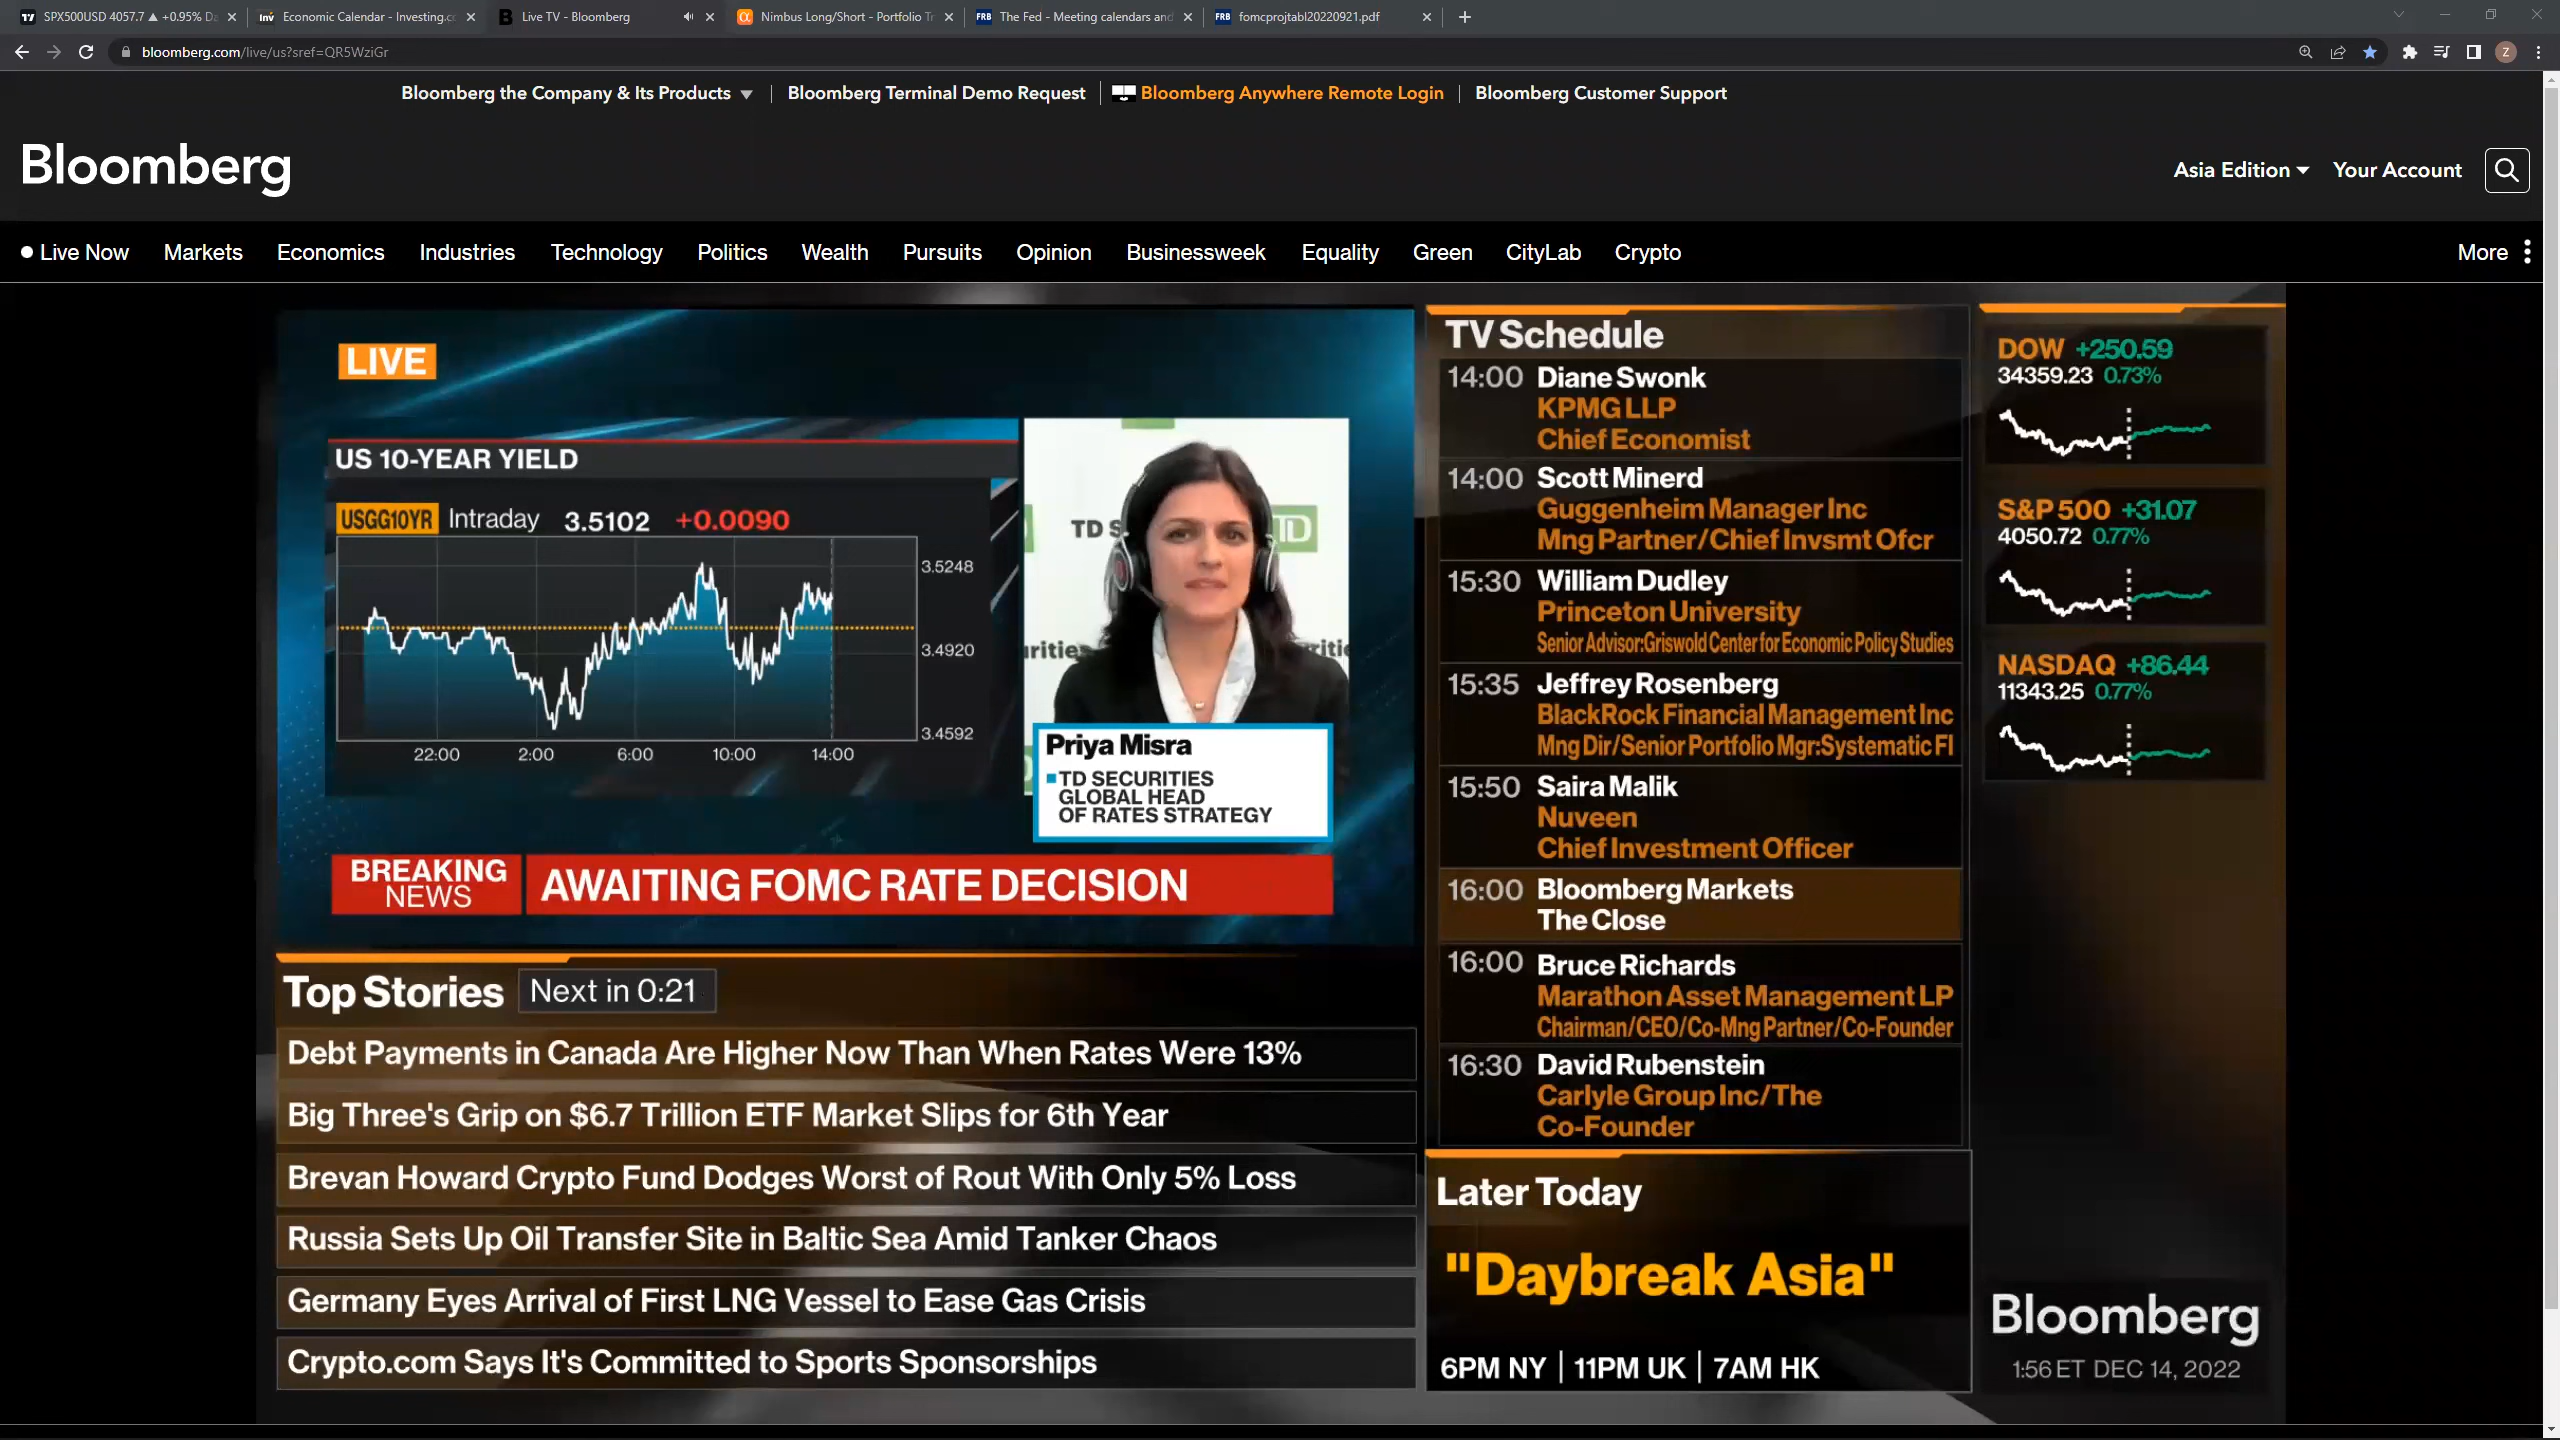 SPX500USD 4057.7 ▲ +0.95% Da
Economic Calendar - Investing.co
Live TV - Bloomberg
Nimbus Long/Short - Portfolio Tr
FRB The Fed - Meeting calendars and
FRB fomcprojtabl20220921.pdf
bloomberg.com/live/us?sref=QR5WziGr
Z
Bloomberg the Company & Its Products
Bloomberg Terminal Demo Request
Bloomberg Anywhere Remote Login
Bloomberg Customer Support
Bloomberg
Asia Edition
Your Account
Live Now Markets Economics Industries Technology Politics Wealth Pursuits Opinion Businessweek Equality Green CityLab Crypto More
LIVE
US 10-YEAR YIELD
USGG10YR Intraday 3.5102 +0.0090
3.5248
3.4920
3.4592
22:00 2:00 6:00 10:00 14:00
TD S
TD
urities
Priya Misra
TD SECURITIES
GLOBAL HEAD
OF RATES STRATEGY
BREAKING
NEWS
AWAITING FOMC RATE DECISION
Top Stories Next in 0:21
Debt Payments in Canada Are Higher Now Than When Rates Were 13%
Big Three's Grip on $6.7 Trillion ETF Market Slips for 6th Year
Brevan Howard Crypto Fund Dodges Worst of Rout With Only 5% Loss
Russia Sets Up Oil Transfer Site in Baltic Sea Amid Tanker Chaos
Germany Eyes Arrival of First LNG Vessel to Ease Gas Crisis
Crypto.com Says It's Committed to Sports Sponsorships
TV Schedule
14:00 Diane Swonk
KPMG LLP
Chief Economist
14:00 Scott Minerd
Guggenheim Manager Inc
Mng Partner/Chief Invsmt Ofcr
15:30 William Dudley
Princeton University
Senior Advisor:Griswold Center for Economic Policy Studies
15:35 Jeffrey Rosenberg
BlackRock Financial Management Inc
Mng Dir/Senior Portfolio Mgr:Systematic FI
15:50 Saira Malik
Nuveen
Chief Investment Officer
16:00 Bloomberg Markets
The Close
16:00 Bruce Richards
Marathon Asset Management LP
Chairman/CEO/Co-Mng Partner/Co-Founder
16:30 David Rubenstein
Carlyle Group Inc/The
Co-Founder
Later Today
"Daybreak Asia"
6PM NY | 11PM UK | 7AM HK
DOW +250.59
34359.23 0.73%
S&P 500 +31.07
4050.72 0.77%
NASDAQ +86.44
11343.25 0.77%
Bloomberg
1:56 ET DEC 14, 2022